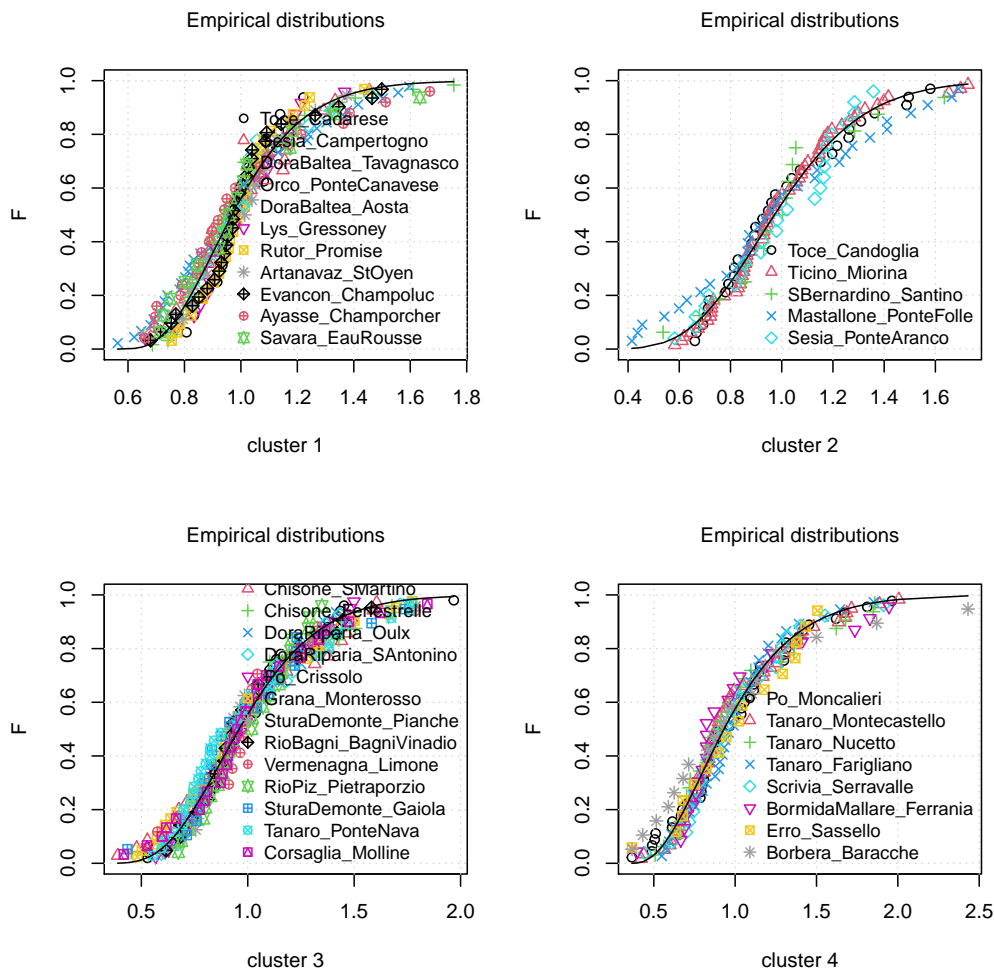 Empirical distributions
F
0.0 0.2 0.4 0.6 0.8 1.0
Toce_Cadarese
Sesia_Campertogno
DoraBaltea_Tavagnasco
Orco_PonteCanavese
DoraBaltea_Aosta
Lys_Gressoney
Rutor_Promise
Artanavaz_StOyen
Evancon_Champoluc
Ayasse_Champorcher
Savara_EauRousse
0.6 0.8 1.0 1.2 1.4 1.6 1.8
cluster 1
Empirical distributions
F
0.0 0.2 0.4 0.6 0.8 1.0
Toce_Candoglia
Ticino_Miorina
SBernardino_Santino
Mastallone_PonteFolle
Sesia_PonteAranco
0.4 0.6 0.8 1.0 1.2 1.4 1.6
cluster 2
Empirical distributions
F
0.0 0.2 0.4 0.6 0.8 1.0
Chisone_SMartino
Chisone_Fenestrelle
DoraRiparia_Oulx
DoraRiparia_SAntonino
Po_Crissolo
Grana_Monterosso
SturaDemonte_Pianche
RioBagni_BagniVinadio
Vermenagna_Limone
RioPiz_Pietraporzio
SturaDemonte_Gaiola
Tanaro_PonteNava
Corsaglia_Molline
0.5 1.0 1.5 2.0
cluster 3
Empirical distributions
F
0.0 0.2 0.4 0.6 0.8 1.0
Po_Moncalieri
Tanaro_Montecastello
Tanaro_Nucetto
Tanaro_Farigliano
Scrivia_Serravalle
BormidaMallare_Ferrania
Erro_Sassello
Borbera_Baracche
0.5 1.0 1.5 2.0 2.5
cluster 4